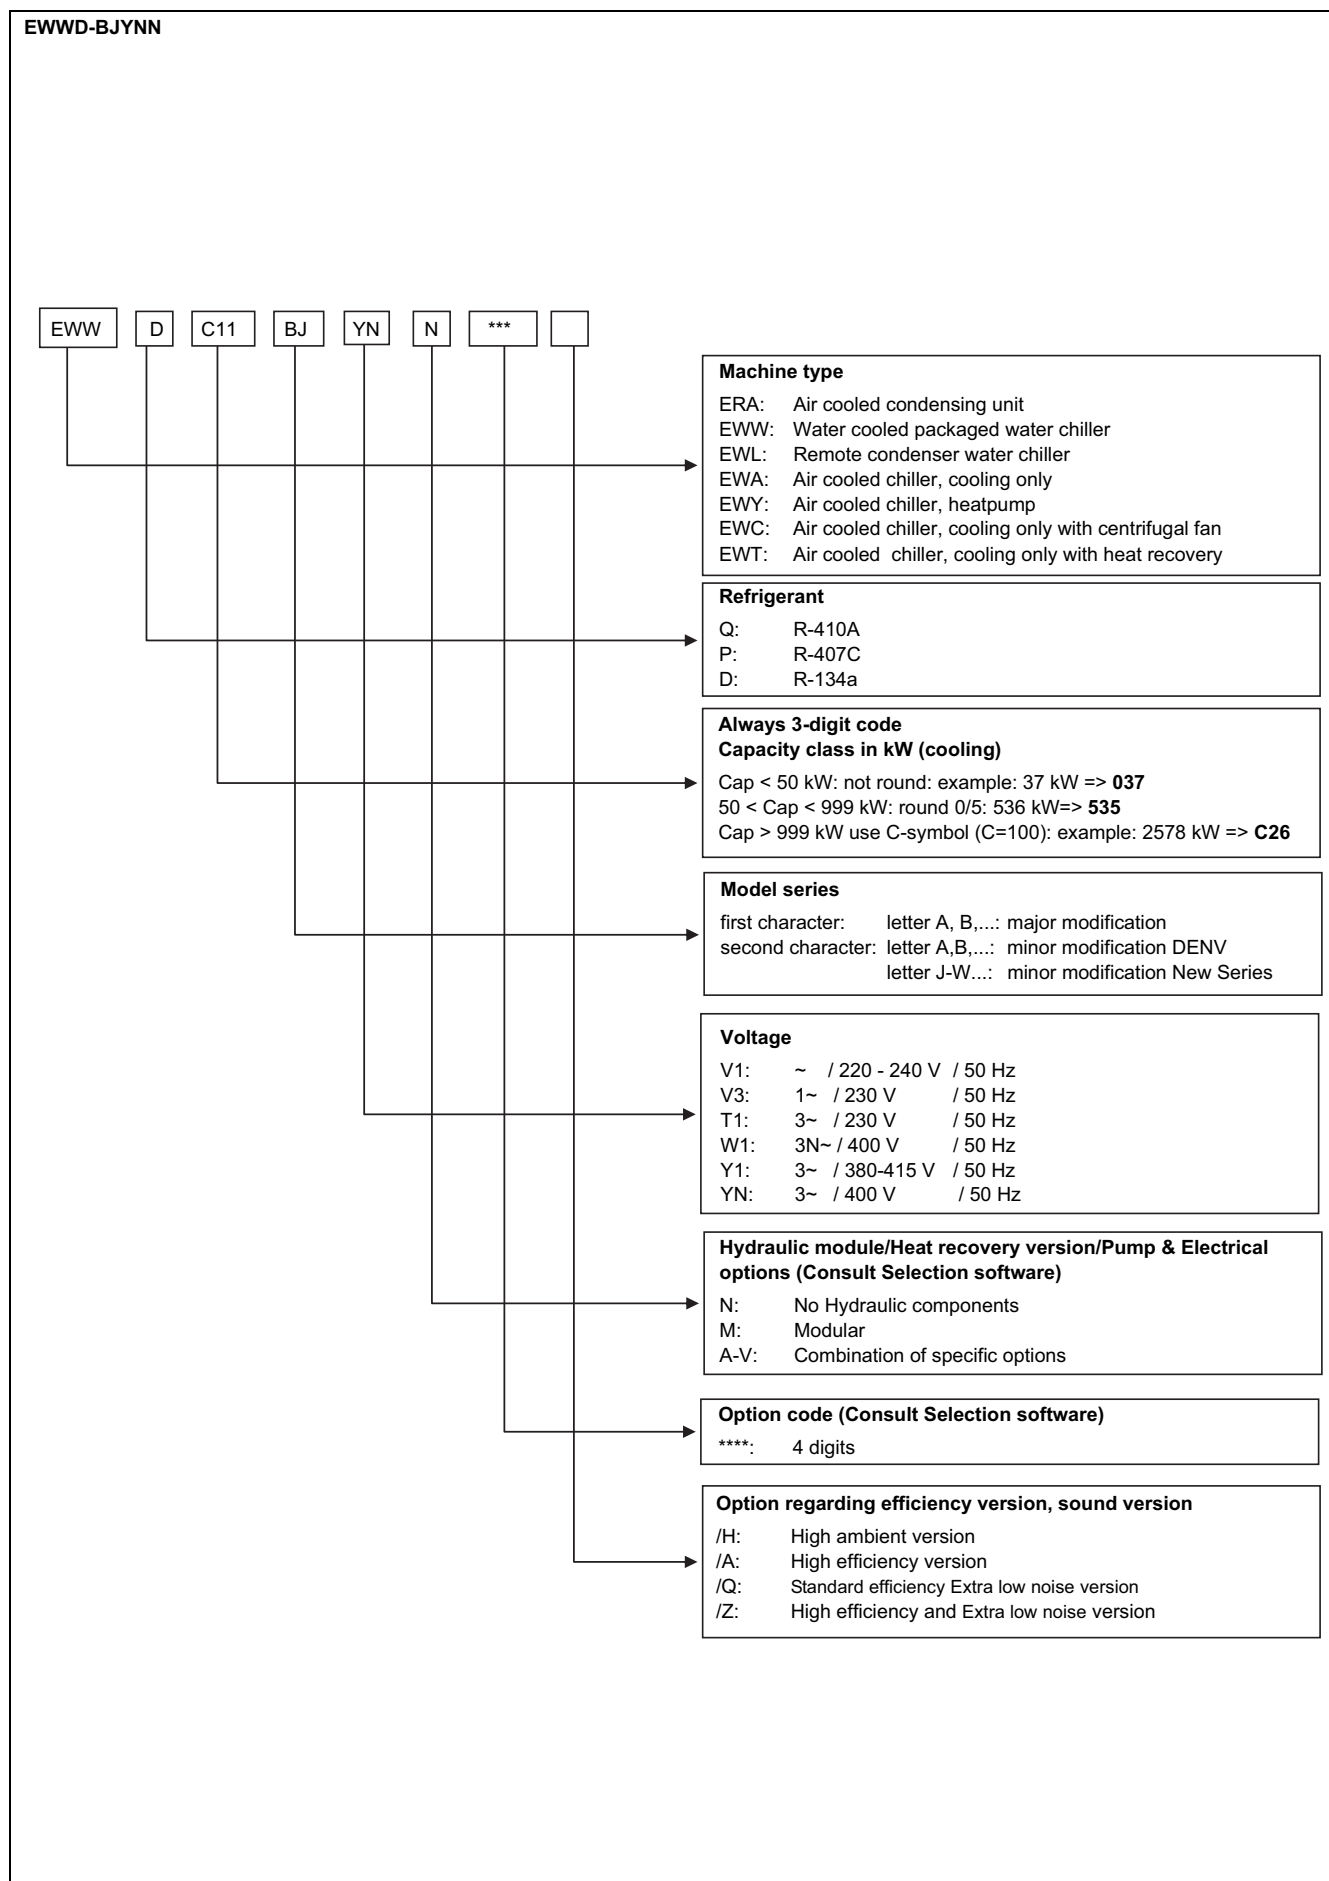 EWWD-BJYNN
EWW D C11 BJ YN N ***
Machine type
ERA: Air cooled condensing unit
EWW: Water cooled packaged water chiller
EWL: Remote condenser water chiller
EWA: Air cooled chiller, cooling only
EWY: Air cooled chiller, heatpump
EWC: Air cooled chiller, cooling only with centrifugal fan
EWT: Air cooled chiller, cooling only with heat recovery
Refrigerant
Q: R-410A
P: R-407C
D: R-134a
Always 3-digit code
Capacity class in kW (cooling)
Cap < 50 kW: not round: example: 37 kW => 037
50 < Cap < 999 kW: round 0/5: 536 kW=> 535
Cap > 999 kW use C-symbol (C=100): example: 2578 kW => C26
Model series
first character: letter A, B,...: major modification
second character: letter A,B,...: minor modification DENV
letter J-W...: minor modification New Series
Voltage
V1: ~ / 220 - 240 V / 50 Hz
V3: 1~ / 230 V / 50 Hz
T1: 3~ / 230 V / 50 Hz
W1: 3N~ / 400 V / 50 Hz
Y1: 3~ / 380-415 V / 50 Hz
YN: 3~ / 400 V / 50 Hz
Hydraulic module/Heat recovery version/Pump & Electrical
options (Consult Selection software)
N: No Hydraulic components
M: Modular
A-V: Combination of specific options
Option code (Consult Selection software)
****: 4 digits
Option regarding efficiency version, sound version
/H: High ambient version
/A: High efficiency version
/Q: Standard efficiency Extra low noise version
/Z: High efficiency and Extra low noise version